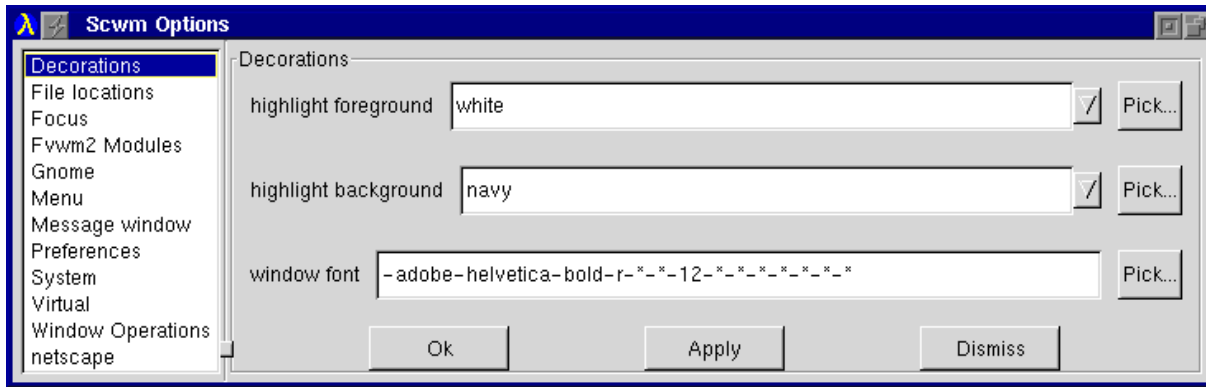 λ Scwm Options
Decorations
File locations
Focus
Fvwm2 Modules
Gnome
Menu
Message window
Preferences
System
Virtual
Window Operations
netscape
Decorations
highlight foreground white Pick...
highlight background navy Pick...
window font -adobe-helvetica-bold-r-*-*-12-*-*-*-*-*-*-*
Ok Apply Dismiss